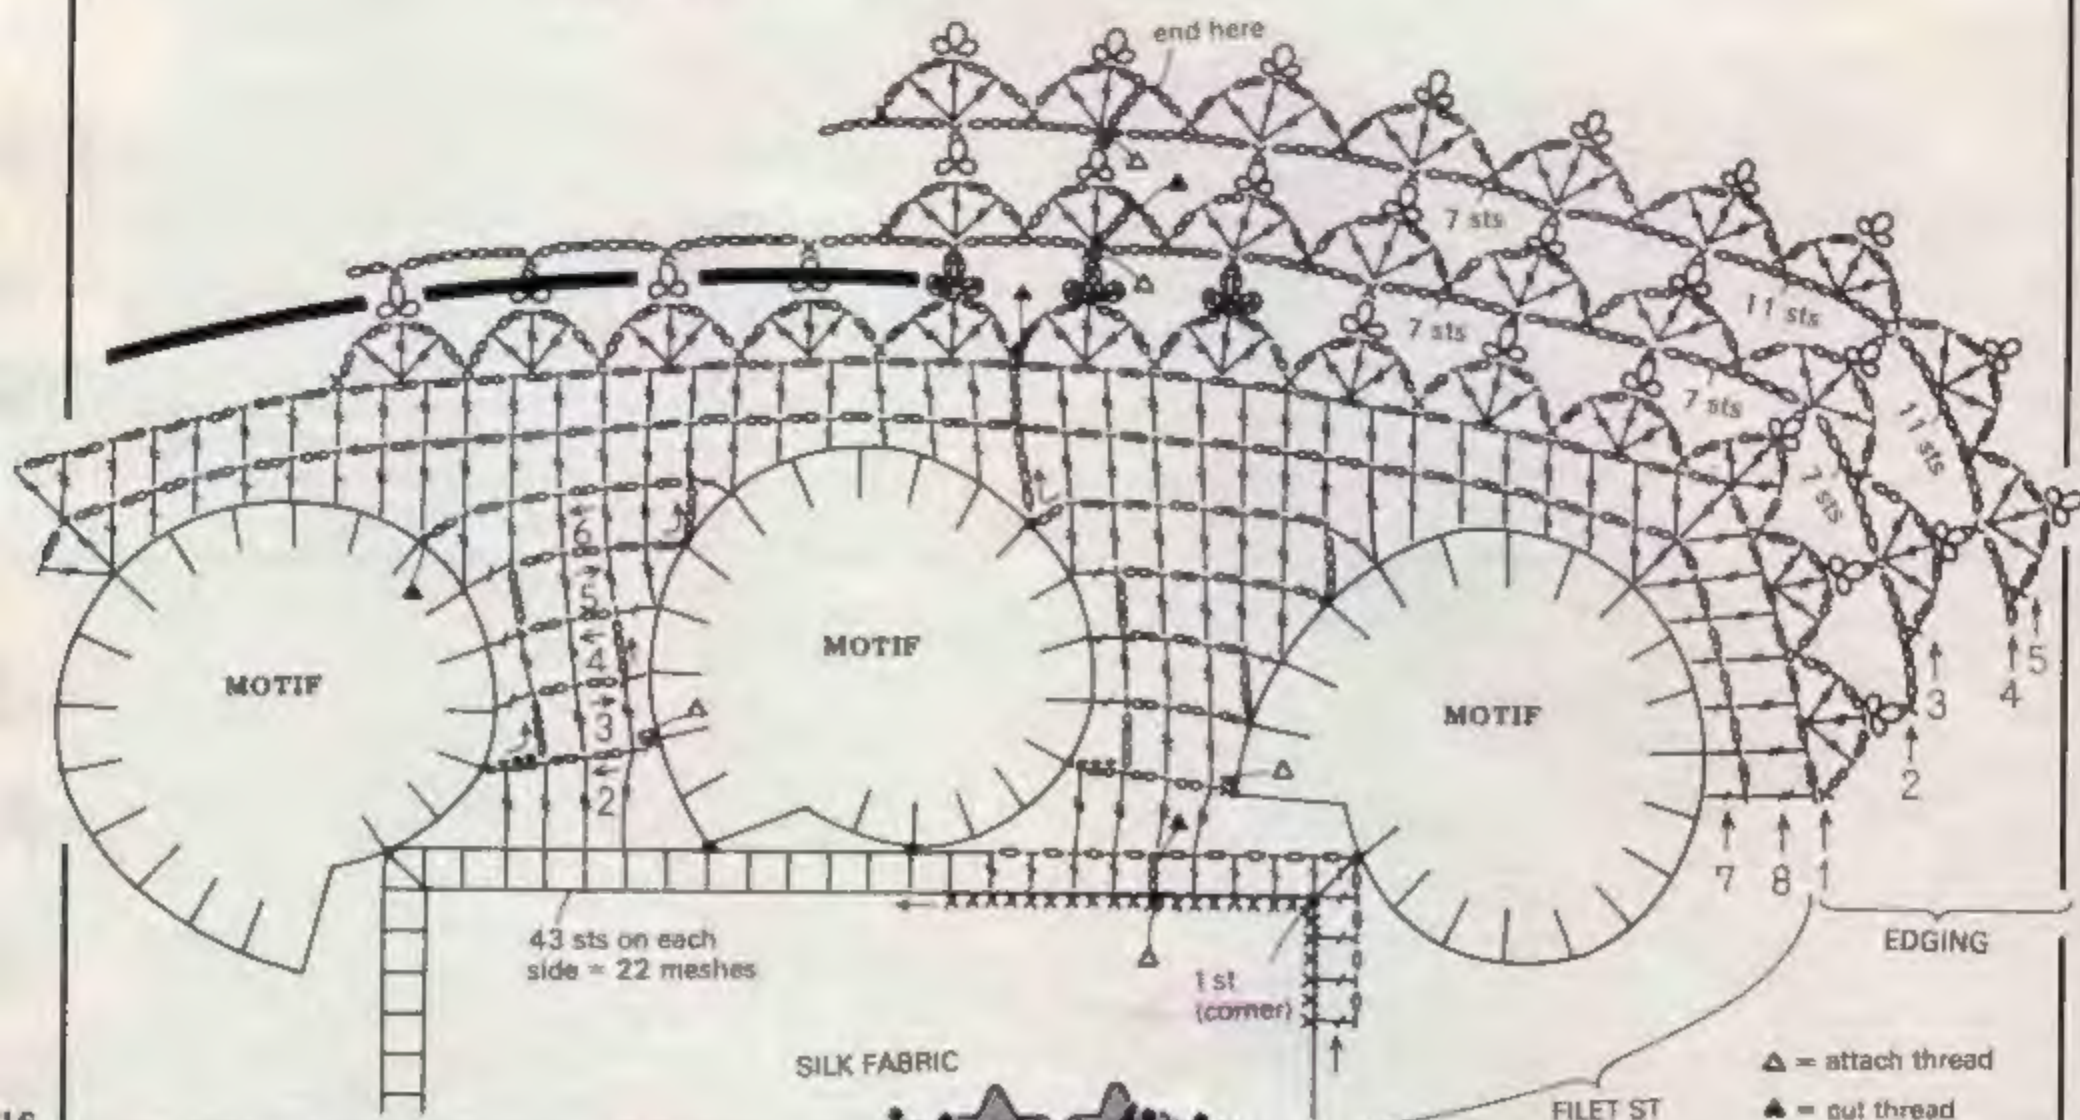 end here
7 sts
11 sts
7 sts
7 sts
11 sts
7 sts
6
5
4
3
2
MOTIF
MOTIF
MOTIF
5
4
3
2
7 8 1
EDGING
43 sts on each
side = 22 meshes
1 st
(corner)
SILK FABRIC
△ = attach thread
FILET ST
▲ = cut thread